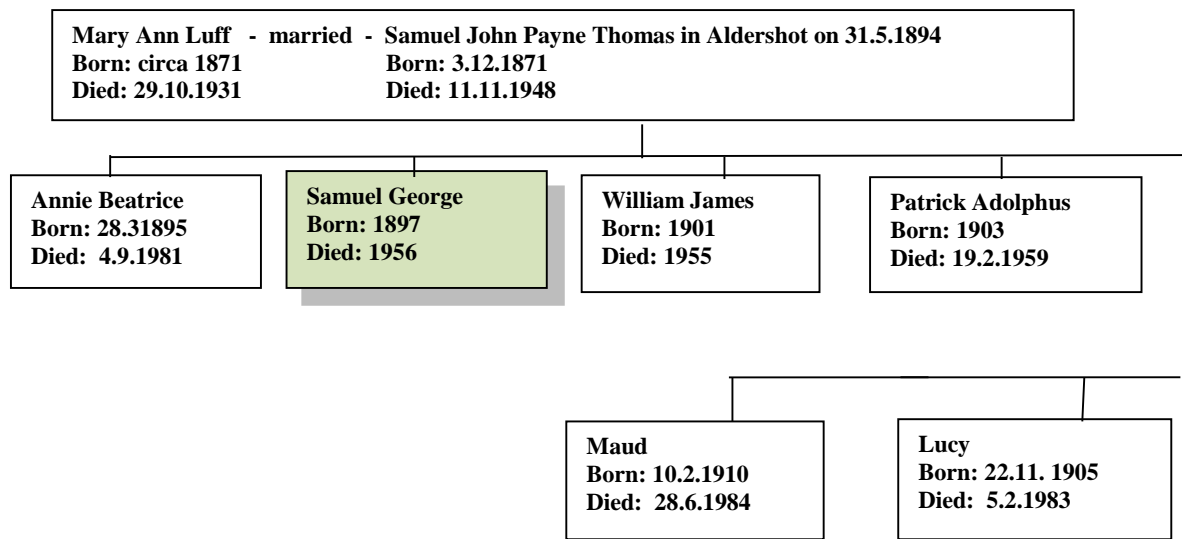 Mary Ann Luff - married - Samuel John Payne Thomas in Aldershot on 31.5.1894
Born: circa 1871 Born: 3.12.1871
Died: 29.10.1931 Died: 11.11.1948
Annie Beatrice
Born: 28.31895
Died: 4.9.1981
Samuel George
Born: 1897
Died: 1956
William James
Born: 1901
Died: 1955
Patrick Adolphus
Born: 1903
Died: 19.2.1959
Maud
Born: 10.2.1910
Died: 28.6.1984
Lucy
Born: 22.11. 1905
Died: 5.2.1983